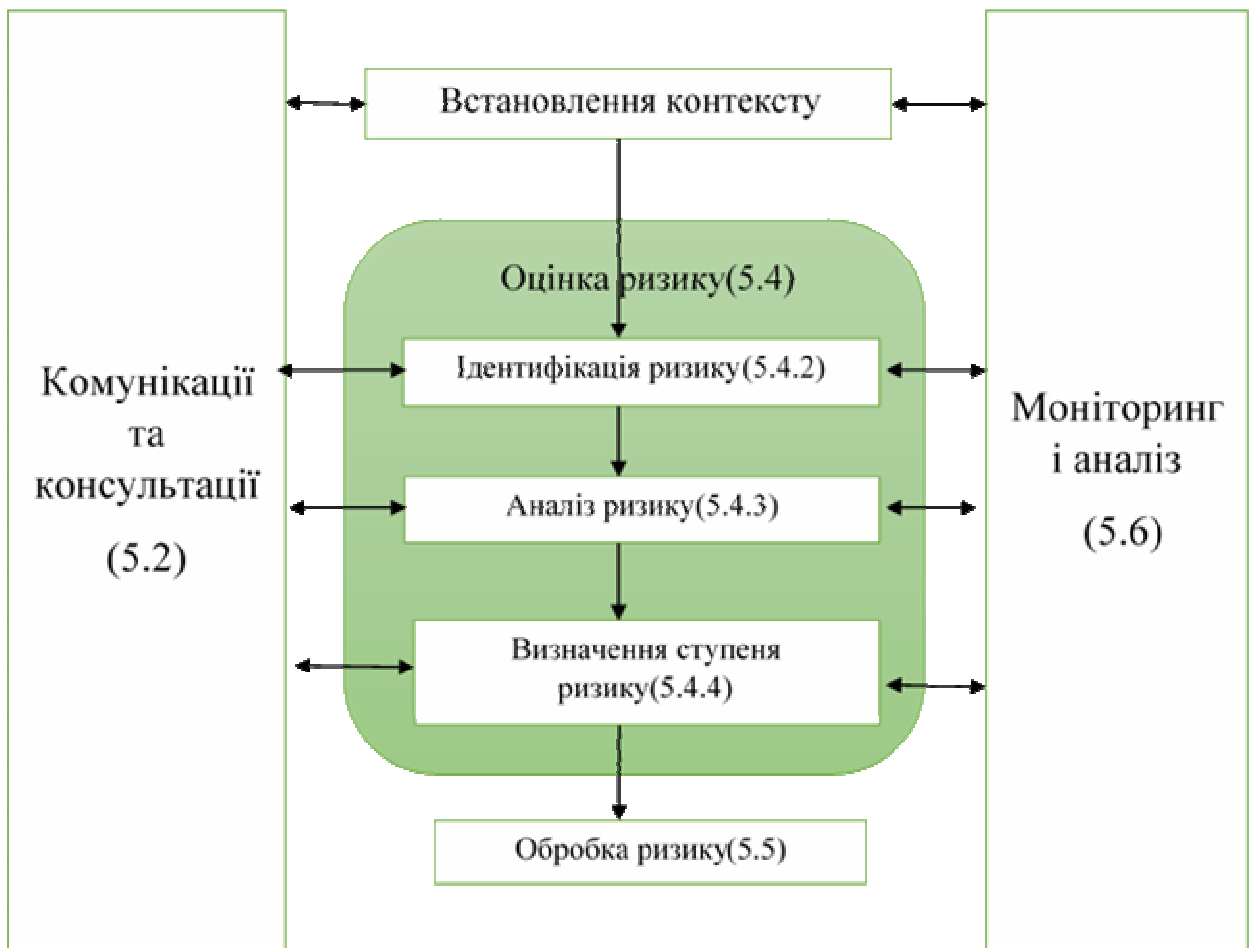 Встановлення контексту
Оцінка ризику(5.4)
Ідентифікація ризику(5.4.2)
Комунікації
та
консультації
(5.2)
Аналіз ризику(5.4.3)
Моніторинг
і аналіз
(5.6)
Визначення ступеня
ризику(5.4.4)
Обробка ризику(5.5)